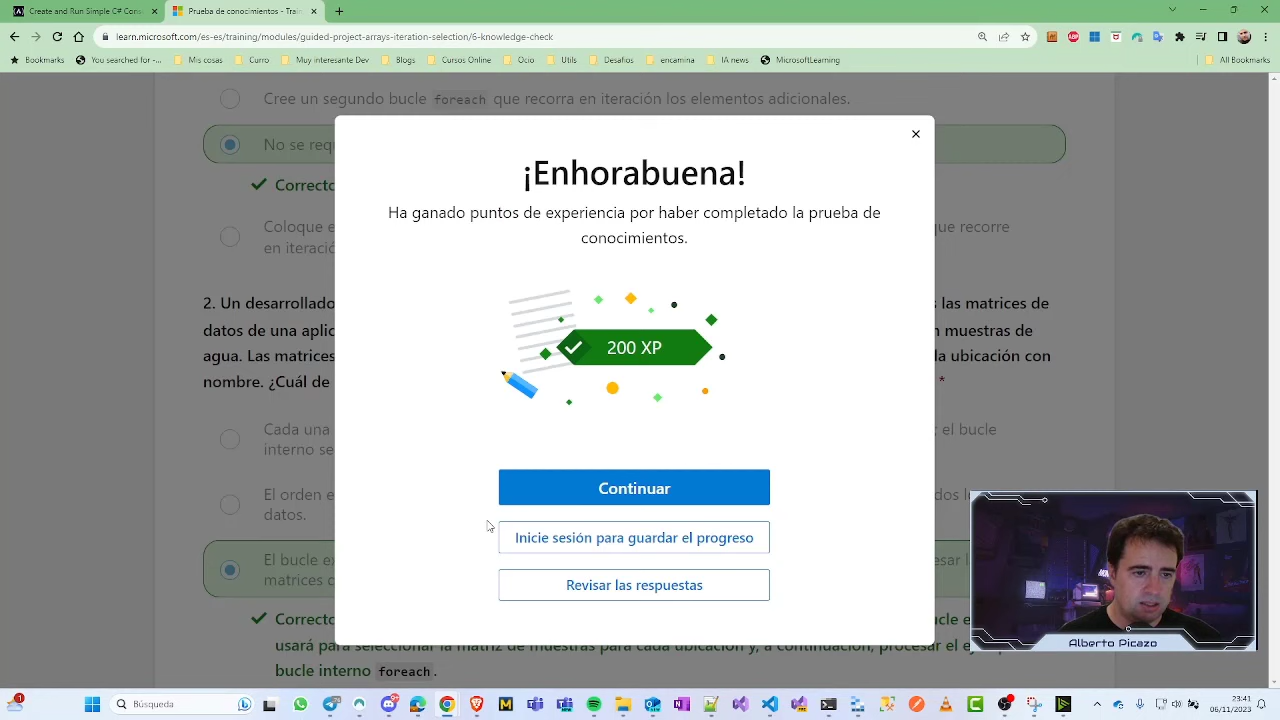 Create and Run Simple C# Cons
Prueba de conocimientos - Train
learn.microsoft.com/es-es/training/modules/guided-project-arrays-iteration-selection/6-knowledge-check
Bookmarks
You searched for -...
Mis cosas
Curro
Muy interesante Dev
Blogs
Cursos Online
Ocio
Utils
Desafios
encamina
IA news
MicrosoftLearning
All Bookmarks
Cree un segundo bucle foreach que recorra en iteración los elementos adicionales.
No se req
Correcto
Coloque e
que recorre
en iteració
2. Un desarrollado
las matrices de
datos de una aplic
n muestras de
agua. Las matrices
la ubicación con
nombre. ¿Cuál de
*
Cada una
; el bucle
interno se
El orden e
datos.
El bucle ex
esar l
matrices d
Correcto
usará para seleccionar la matriz de muestras para cada ubicación y, a continuación, procesar el
bucle interno foreach.
¡Enhorabuena!
Ha ganado puntos de experiencia por haber completado la prueba de
conocimientos.
200 XP
Continuar
Inicie sesión para guardar el progreso
Revisar las respuestas
Alberto Picazo
Búsqueda
23:41
06/11/2023